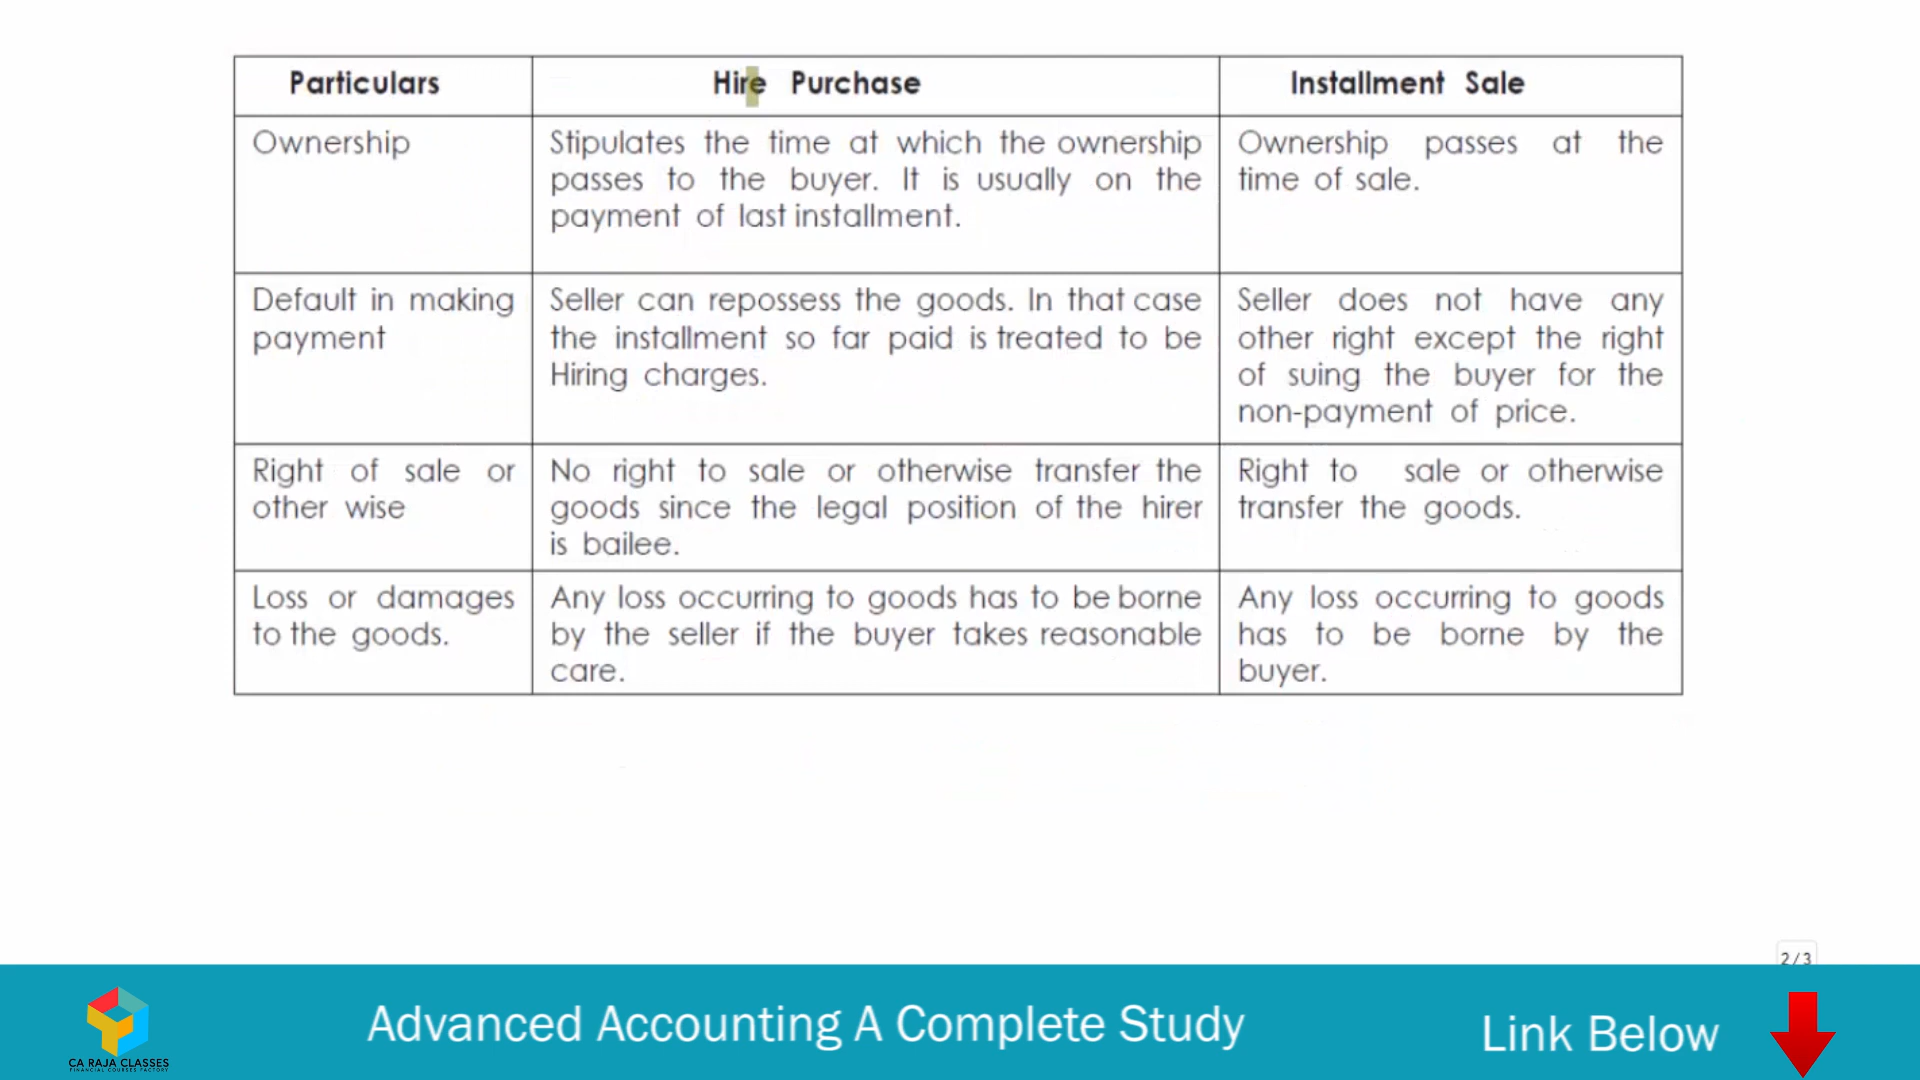 Particulars Hire Purchase Installment Sale
Ownership
Stipulates the time at which the ownership
passes to the buyer. It is usually on the
payment of last installment.
Ownership passes at the
time of sale.
Default in making
payment
Seller can repossess the goods. In that case
the installment so far paid is treated to be
Hiring charges.
Seller does not have any
other right except the right
of suing the buyer for the
non-payment of price.
Right of sale or
other wise
No right to sale or otherwise transfer the
goods since the legal position of the hirer
is bailee.
Right to sale or otherwise
transfer the goods.
Loss or damages
to the goods.
Any loss occurring to goods has to be borne
by the seller if the buyer takes reasonable
care.
Any loss occurring to goods
has to be borne by the
buyer.
2/3
CA RAJA CLASSES
FINANCIAL COURSES FACTORY
Advanced Accounting A Complete Study
Link Below